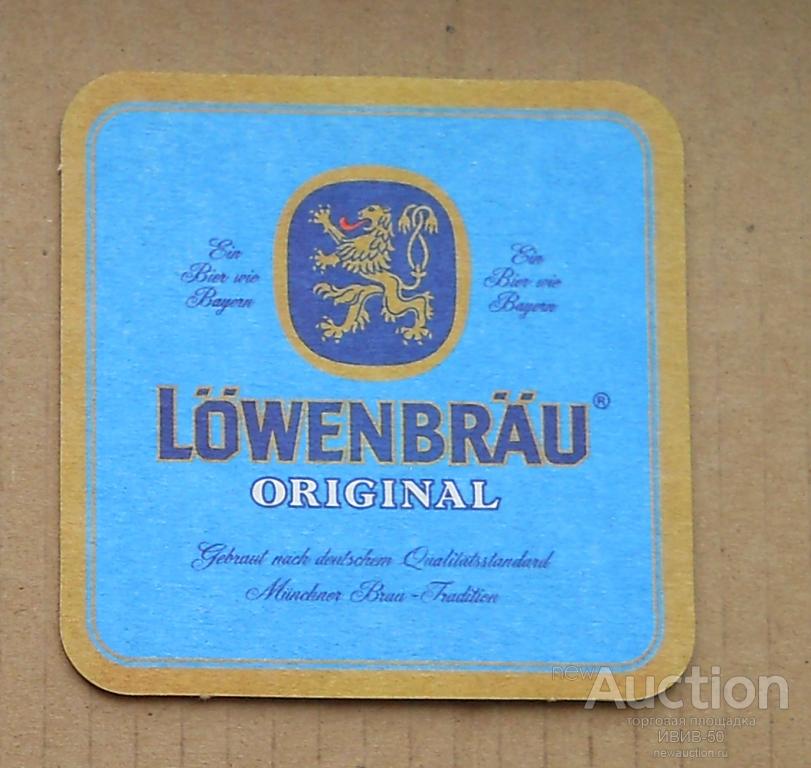 Ein
Bier wie
Bayern
Ein
Bier wie
Bayern
LÖWENBRÄU®
ORIGINAL
Gebraut nach deutschem Qualitätsstandard
Münchner Brau - Tradition
newAuction
торговая площадка
ИВИВ-50
newauction.ru